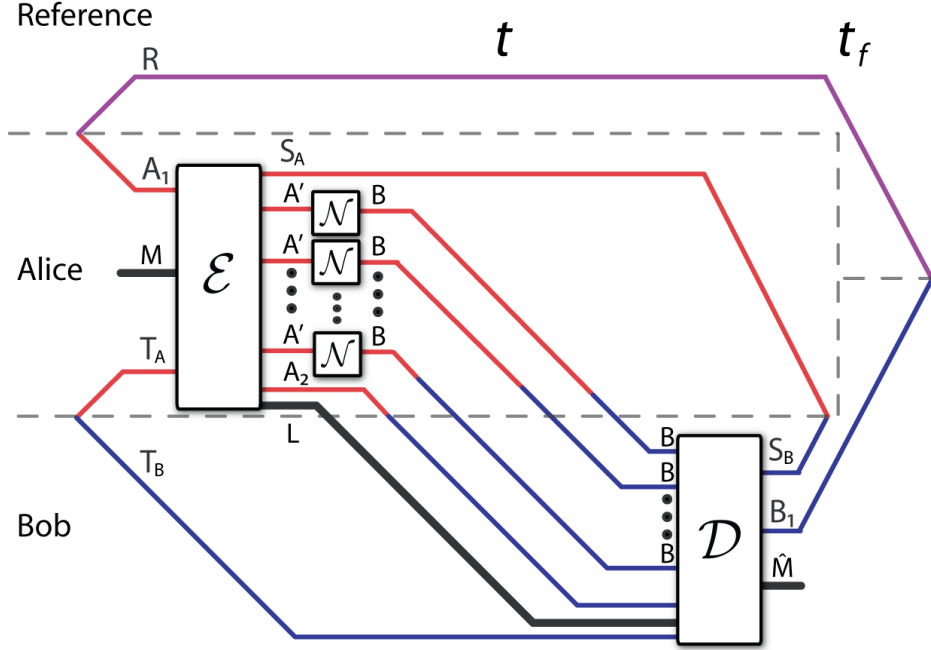 Reference
t
t_f
R
S_A
A_1
A′ 𝒩 B
M
A′ 𝒩 B
Alice
ℰ
T_A
A′ 𝒩 B
A_2
L
B
T_B
B
S_B
Bob
B_1
𝒟
B
M̂